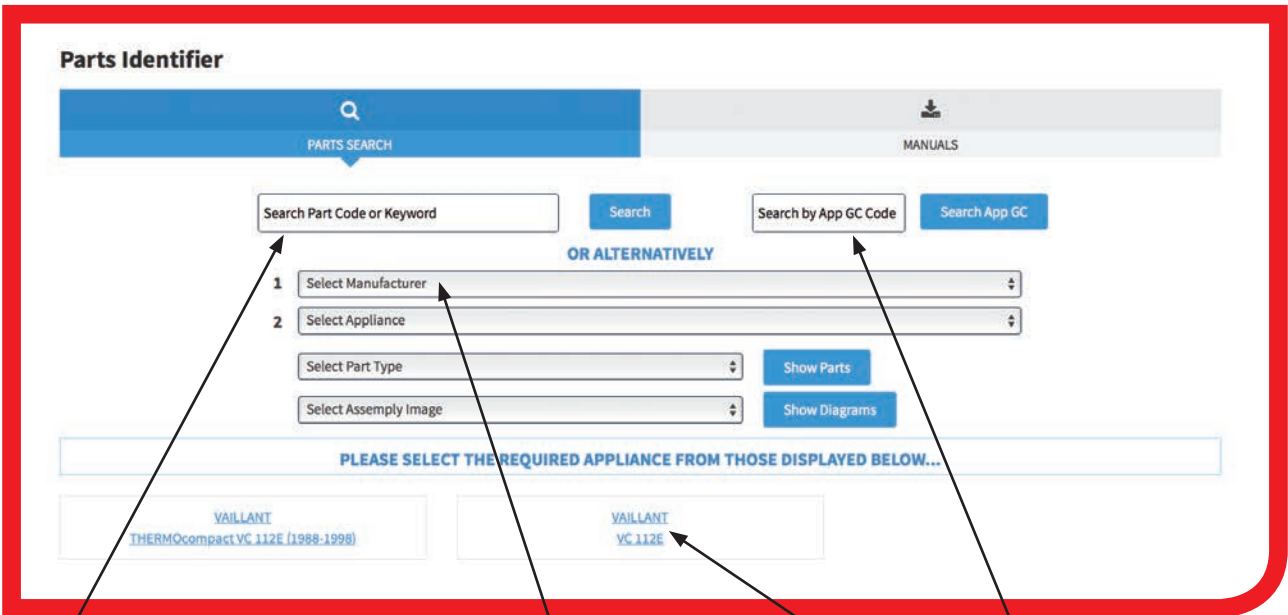 Parts Identifier
PARTS SEARCH
MANUALS
Search Part Code or Keyword
Search
Search by App GC Code
Search App GC
OR ALTERNATIVELY
1 Select Manufacturer
2 Select Appliance
Select Part Type
Show Parts
Select Assembly Image
Show Diagrams
PLEASE SELECT THE REQUIRED APPLIANCE FROM THOSE DISPLAYED BELOW...
VAILLANT
THERMOcompact VC 112E (1988-1998)
VAILLANT
VC 112E